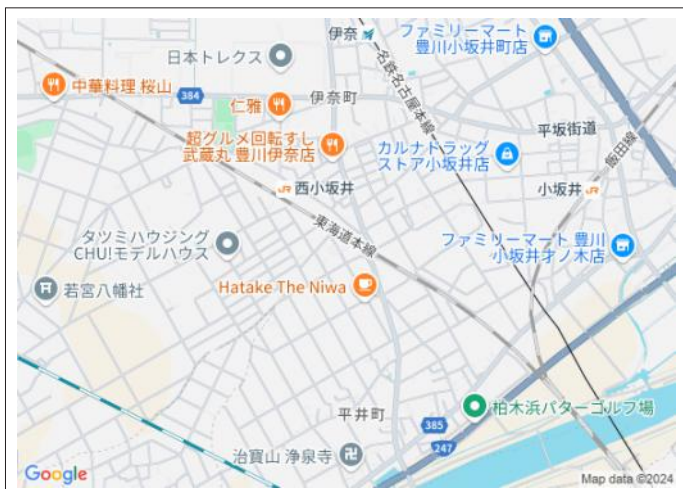 伊奈
ファミリーマート
豊川小坂井町店
日本トレクス
名鉄名古屋本線
中華料理 桜山
384
仁雅
伊奈町
平坂街道
飯田線
超グルメ回転すし
武蔵丸 豊川伊奈店
カルナドラッグ
ストア小坂井店
JR 西小坂井
小坂井 JR
東海道本線
タツミハウジング
CHU!モデルハウス
ファミリーマート 豊川
小坂井才ノ木店
若宮八幡社
Hatake The Niwa
平井町
柏木浜パターゴルフ場
385
247
治寶山 浄泉寺
Google
Map data ©2024